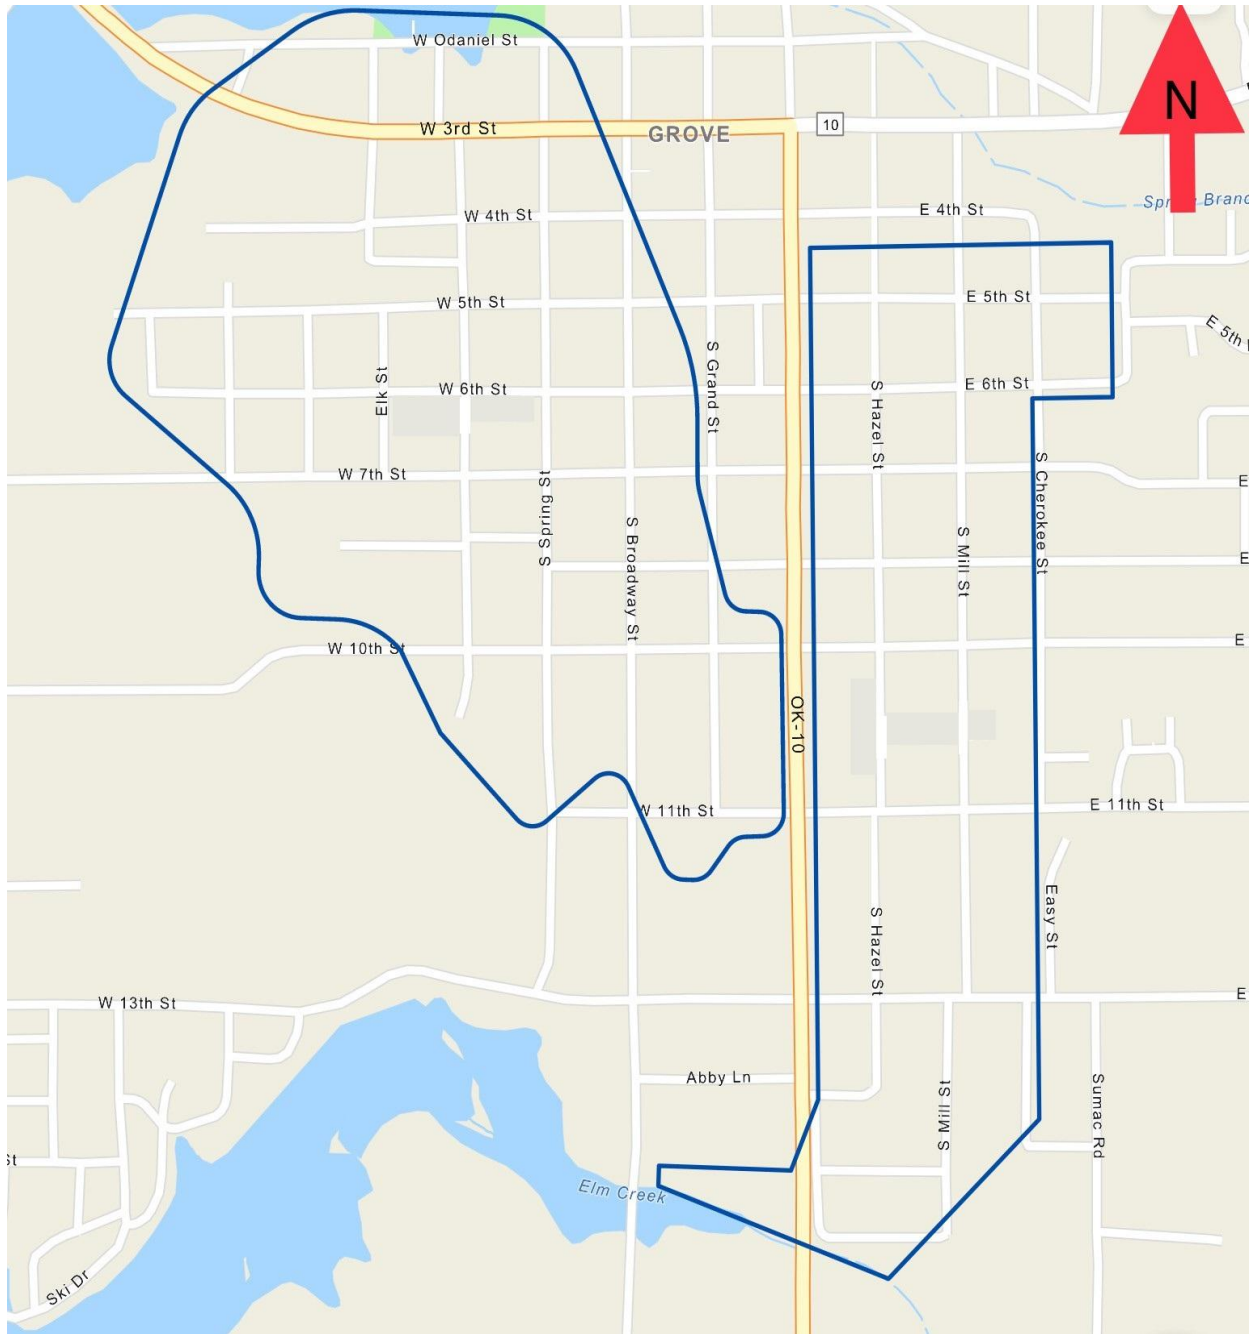 W Odaniel St
N
W 3rd St
GROVE
10
Spring Branc
W 4th St
E 4th St
W 5th St
E 5th St
E 5th
S Grand St
Elk St
W 6th St
E 6th St
S Hazel St
W 7th St
S Spring St
S Cherokee St
E
S Broadway St
S Mill St
E
W 10th St
E
OK-10
W 11th St
E 11th St
S Hazel St
Easy St
W 13th St
E
Abby Ln
S Mill St
Sumac Rd
St
Elm Creek
Ski Dr